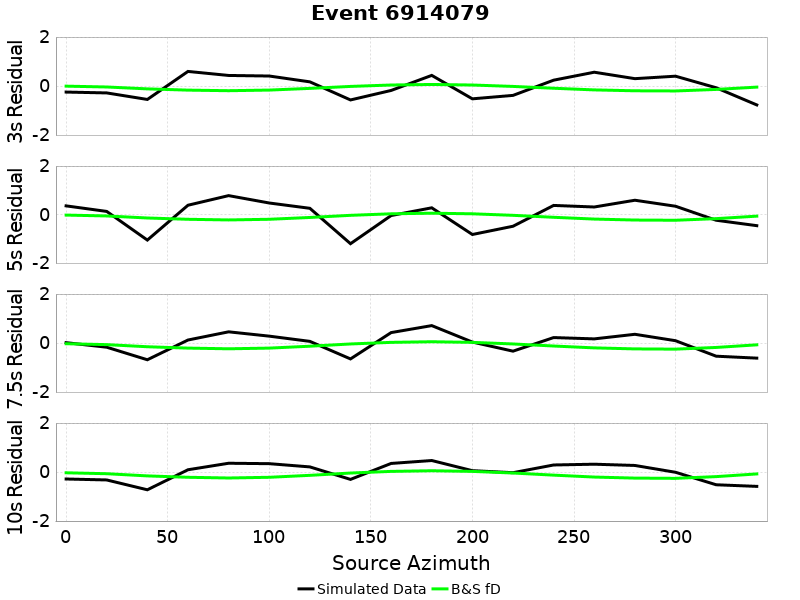 Event 6914079
3s Residual
2
0
-2
5s Residual
2
0
-2
7.5s Residual
2
0
-2
10s Residual
2
0
-2
0 50 100 150 200 250 300
Source Azimuth
Simulated Data B&S fD